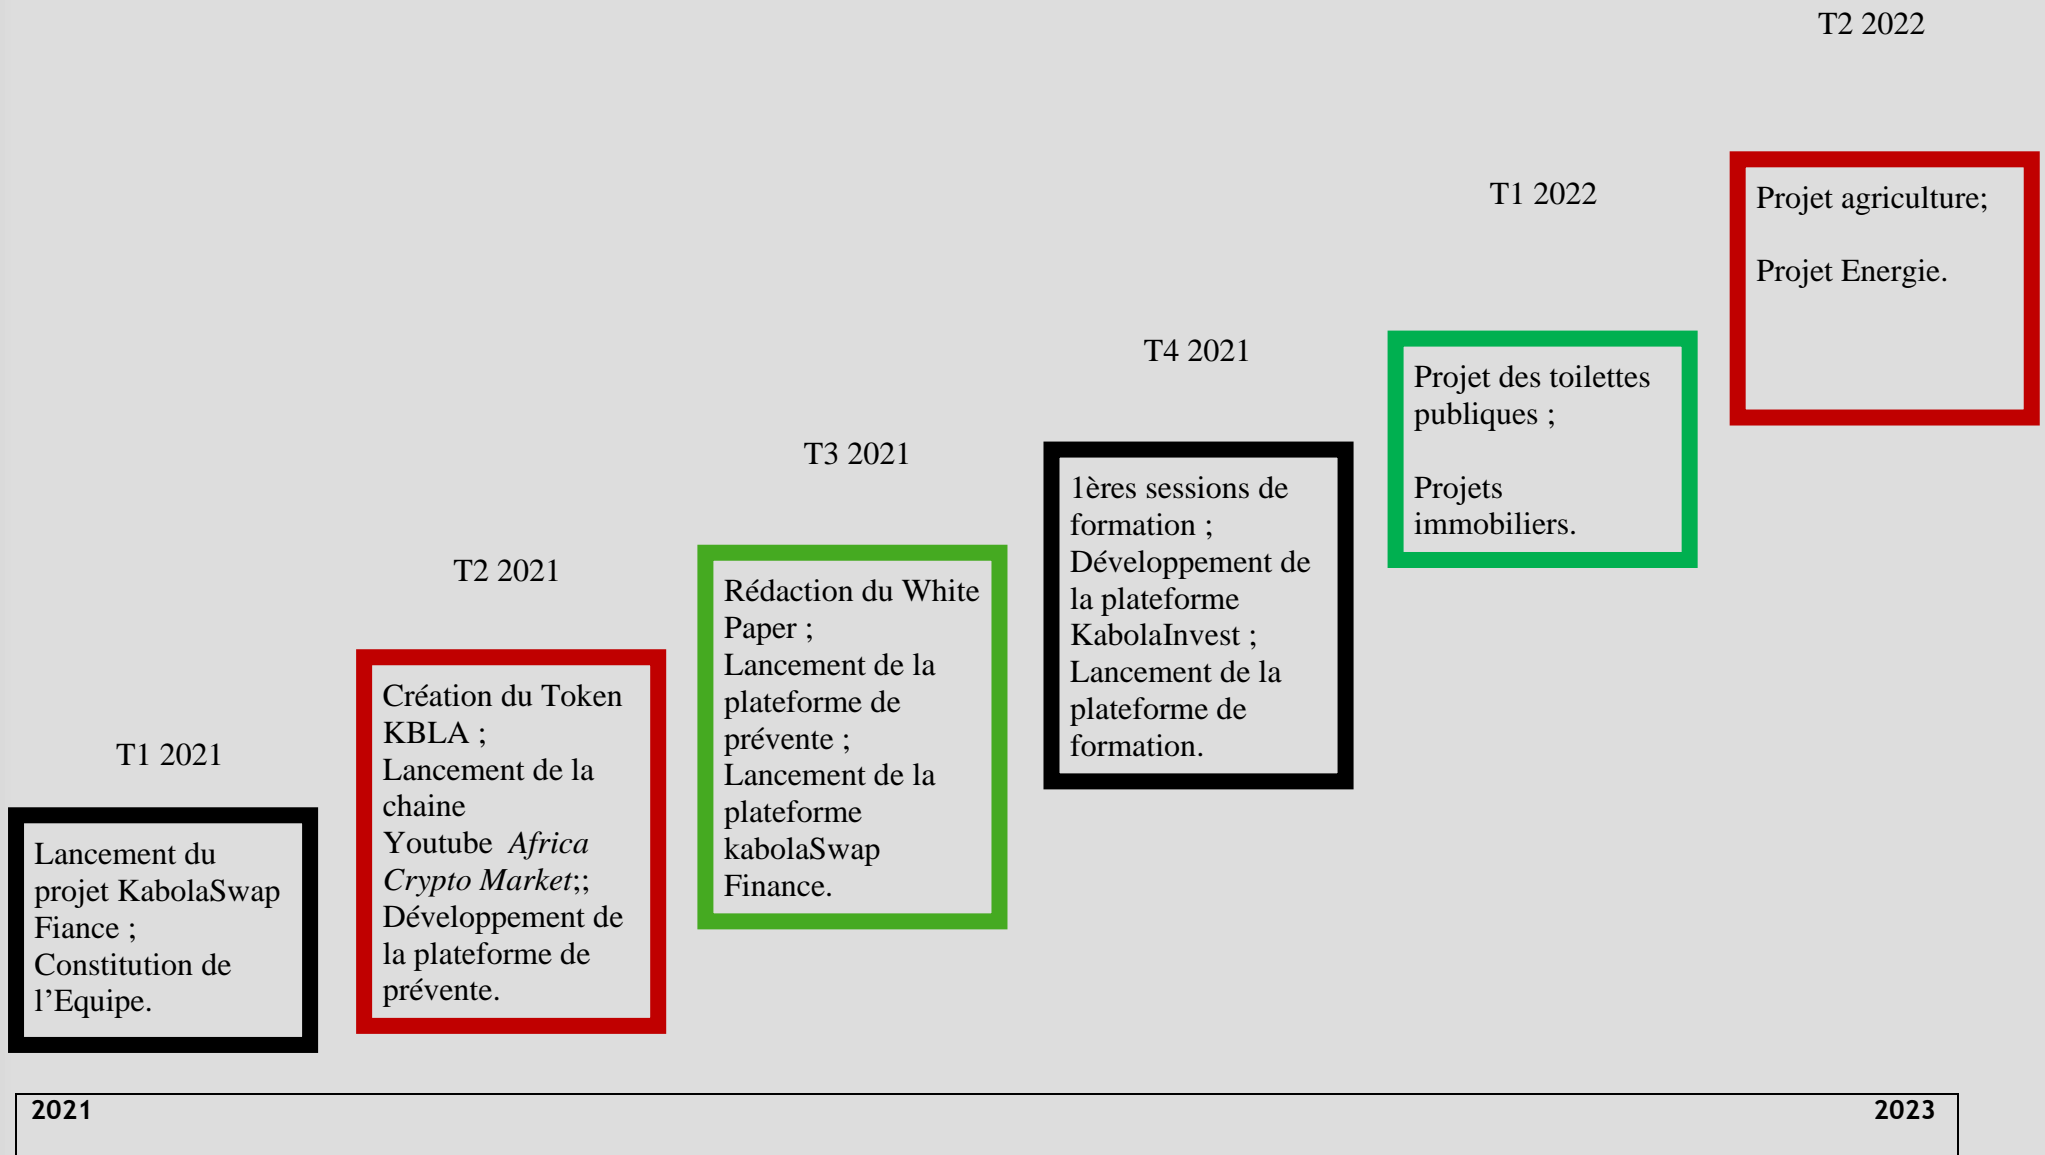 T1 2021
Lancement du
projet KabolaSwap
Fiance ;
Constitution de
l’Equipe.
T2 2021
Création du Token
KBLA ;
Lancement de la
chaine
Youtube Africa
Crypto Market;;
Développement de
la plateforme de
prévente.
T3 2021
Rédaction du White
Paper ;
Lancement de la
plateforme de
prévente ;
Lancement de la
plateforme
kabolaSwap
Finance.
T4 2021
1ères sessions de
formation ;
Développement de
la plateforme
KabolaInvest ;
Lancement de la
plateforme de
formation.
T1 2022
Projet des toilettes
publiques ;
Projets
immobiliers.
T2 2022
Projet agriculture;
Projet Energie.
2021
2023